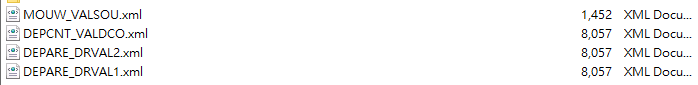 MOUW_VALSOU.xml 1,452 XML Docu...
DEPCNT_VALDCO.xml 8,057 XML Docu...
DEPARE_DRVAL2.xml 8,057 XML Docu...
DEPARE_DRVAL1.xml 8,057 XML Docu...